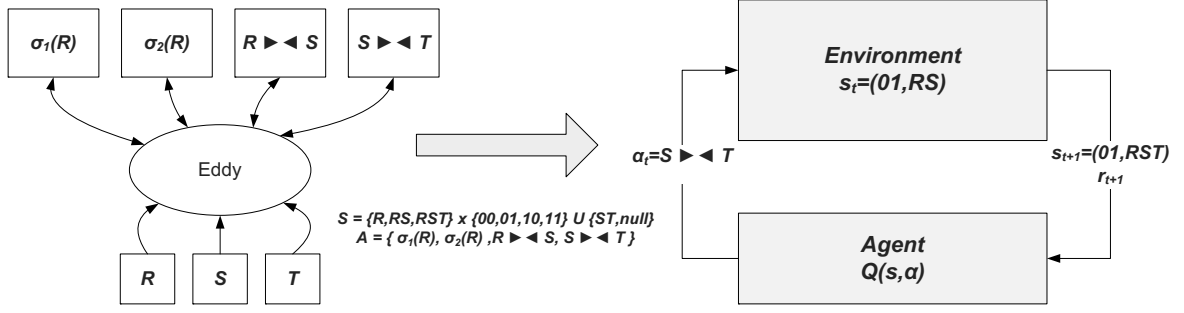 σ1(R)
σ2(R)
R ►◄ S
S ►◄ T
Eddy
R
S
T
S = {R,RS,RST} x {00,01,10,11} U {ST,null}
A = { σ1(R), σ2(R) ,R ►◄ S, S ►◄ T }
Environment
st=(01,RS)
αt=S ►◄ T
st+1=(01,RST)
rt+1
Agent
Q(s,α)